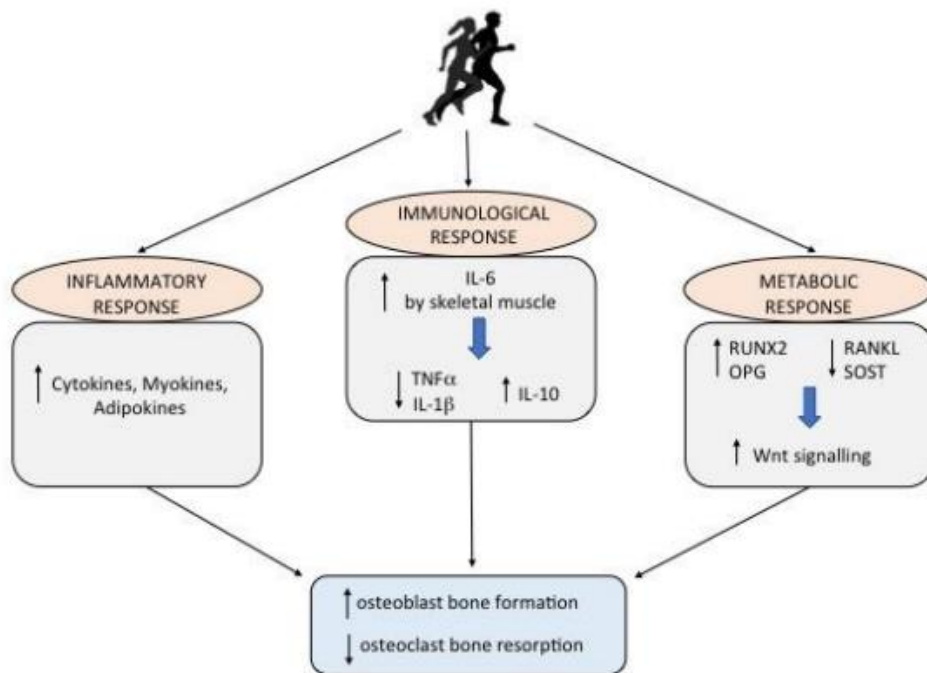 IMMUNOLOGICAL
RESPONSE
↑ IL-6
by skeletal muscle
↓ TNFα
IL-1β
↑ IL-10
INFLAMMATORY
RESPONSE
↑ Cytokines, Myokines,
Adipokines
METABOLIC
RESPONSE
↑ RUNX2
OPG
↓ RANKL
SOST
↑ Wnt signalling
↑ osteoblast bone formation
↓ osteoclast bone resorption